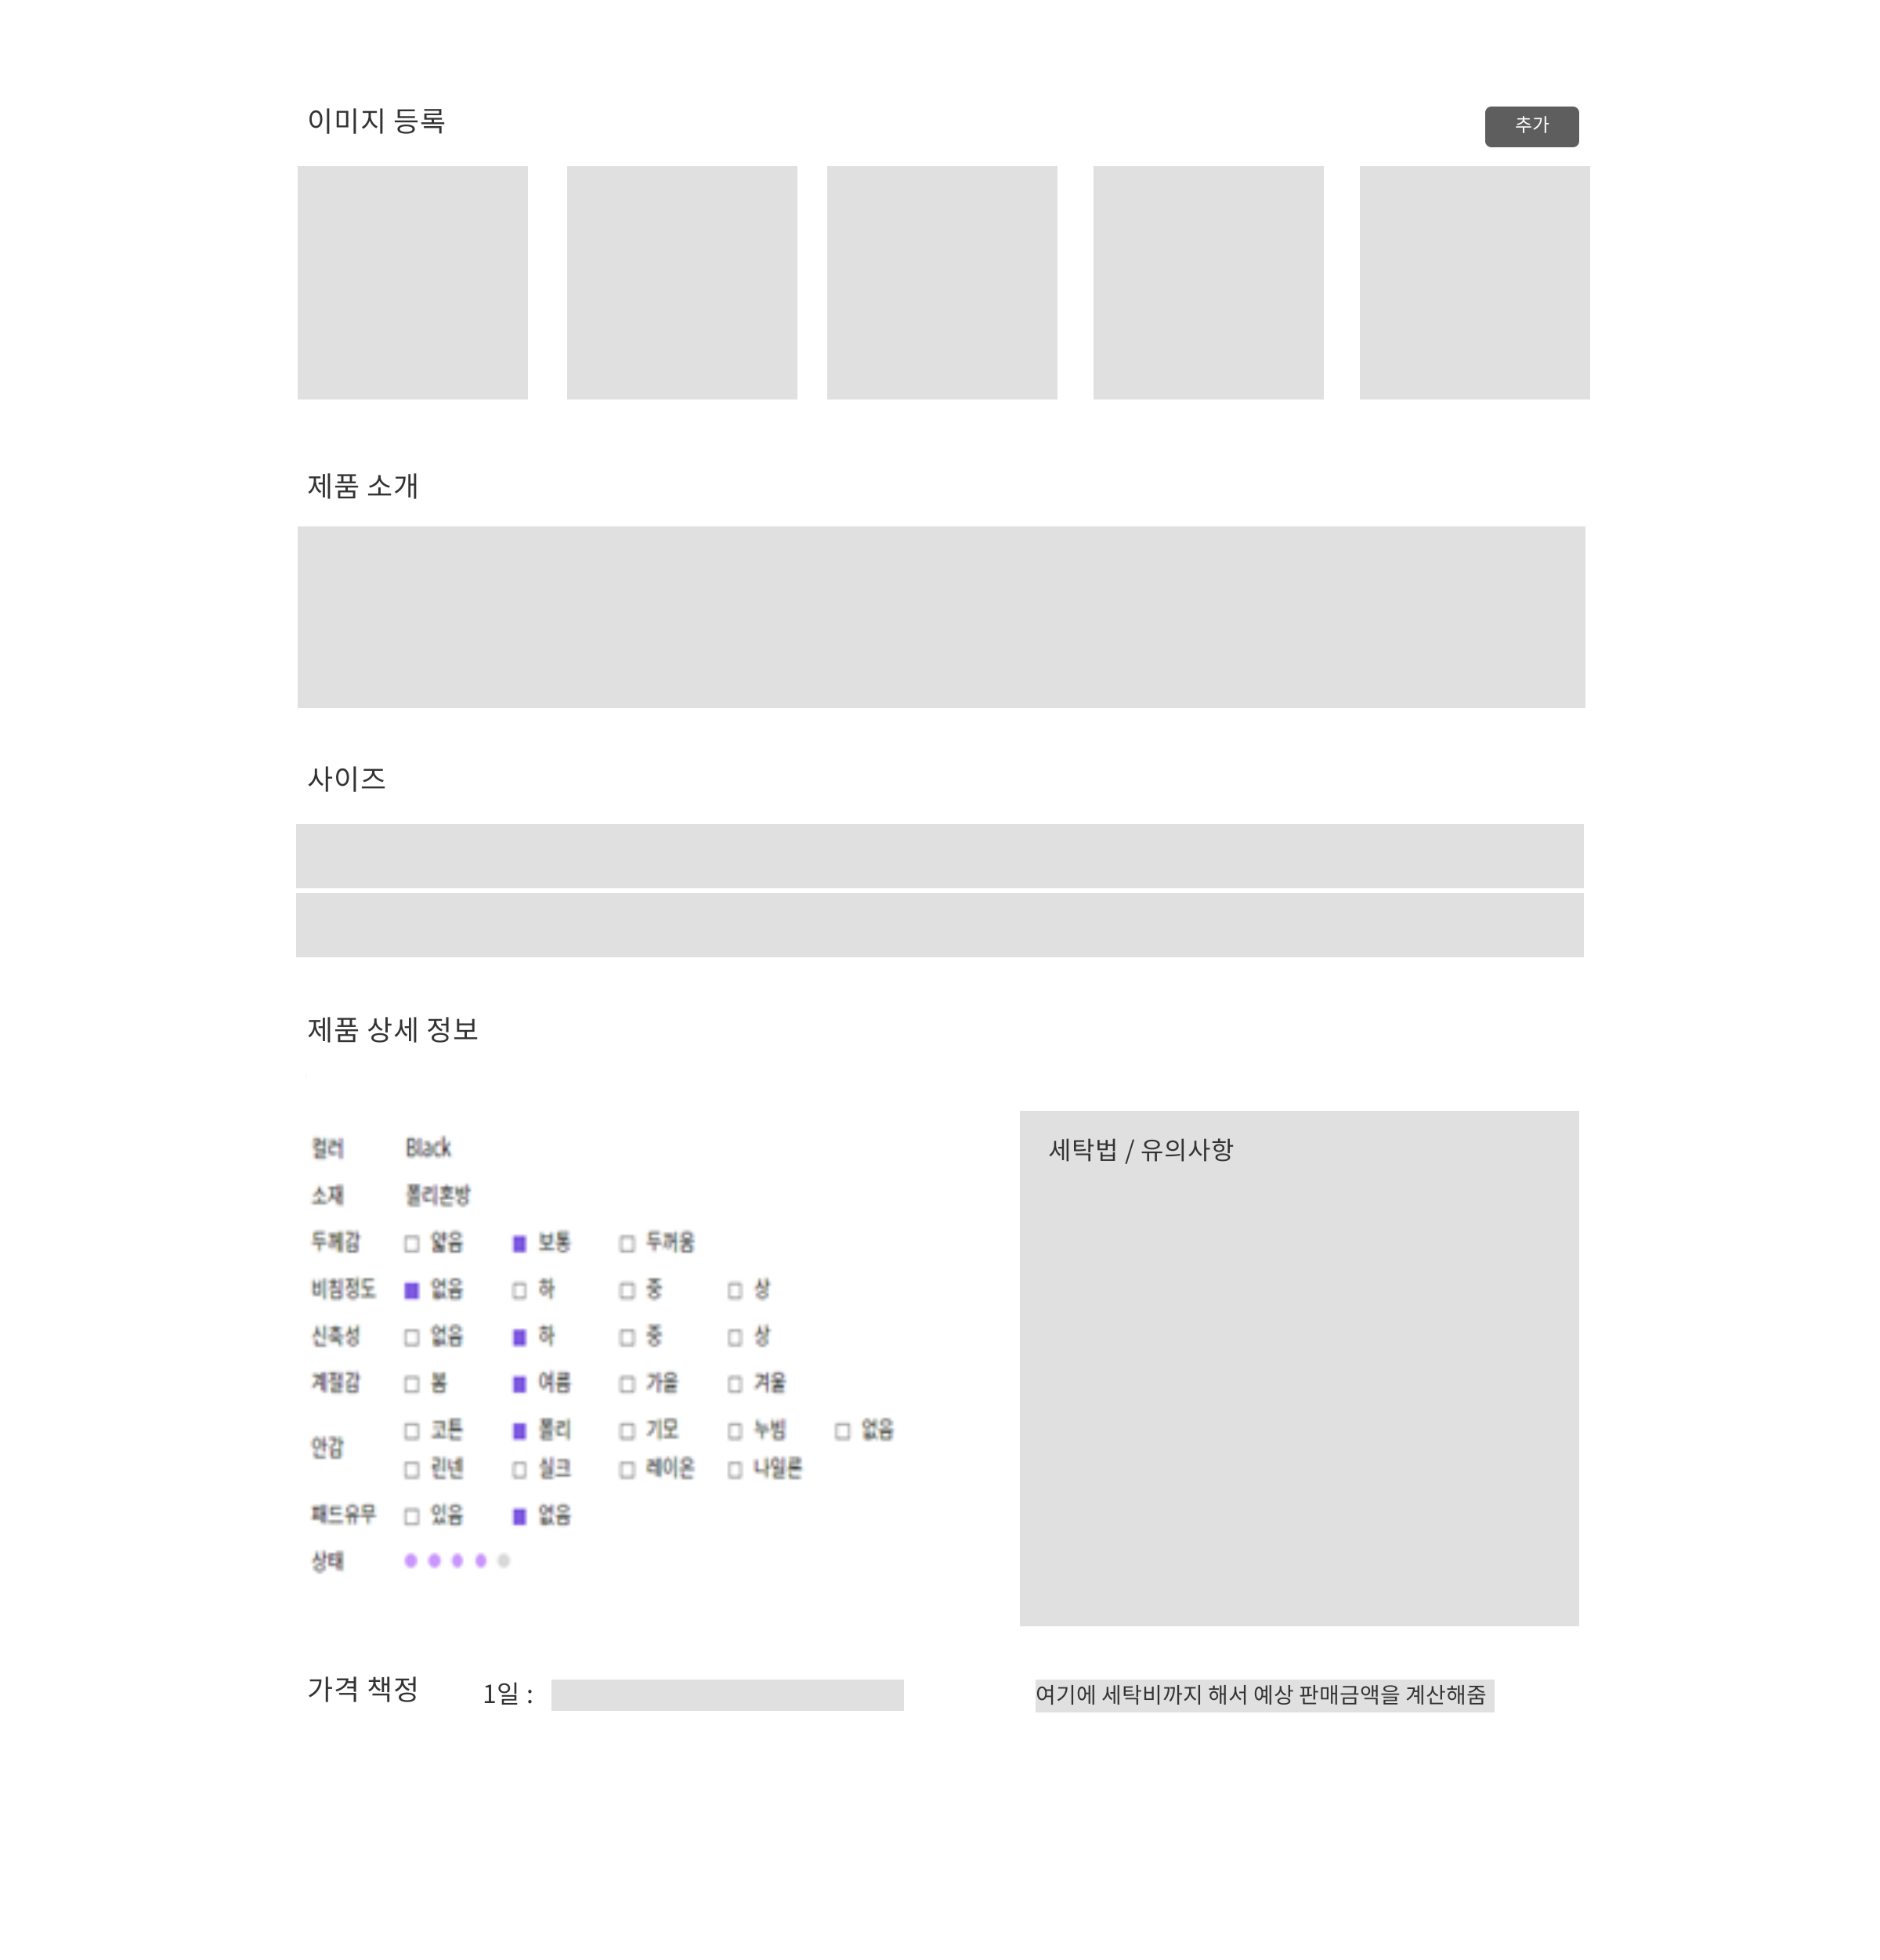 이미지 등록
추가
제품 소개
사이즈
제품 상세 정보
컬러 Black
소재 폴리혼방
두께감 얇음 보통 두꺼움
비침정도 없음 하 중 상
신축성 없음 하 중 상
계절감 봄 여름 가을 겨울
안감 코튼 폴리 기모 누빔 없음
린넨 실크 레이온 나일론
패드유무 있음 없음
상태
세탁법 / 유의사항
가격 책정 1일 :
여기에 세탁비까지 해서 예상 판매금액을 계산해줌